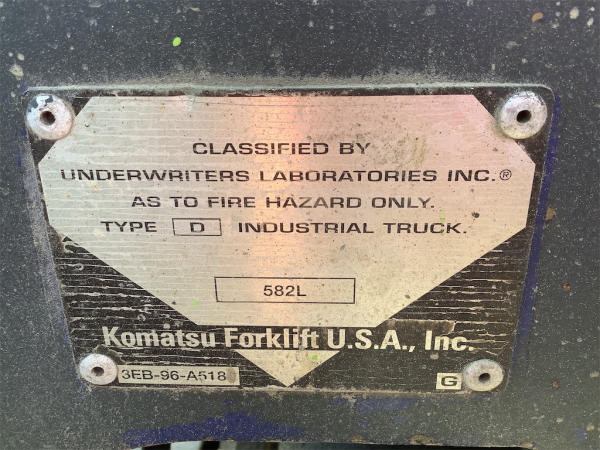 CLASSIFIED BY
UNDERWRITERS LABORATORIES INC.®
AS TO FIRE HAZARD ONLY.
TYPE D INDUSTRIAL TRUCK.
582L
Komatsu Forklift U.S.A., Inc.
3EB-96-A518
G